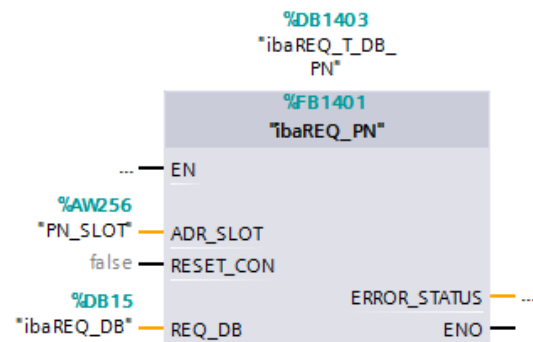 %DB1403
"ibaREQ_T_DB_
PN"
%FB1401
"ibaREQ_PN"
... EN
%AW256
"PN_SLOT" ADR_SLOT
false RESET_CON
%DB15
"ibaREQ_DB" REQ_DB
ERROR_STATUS ...
ENO